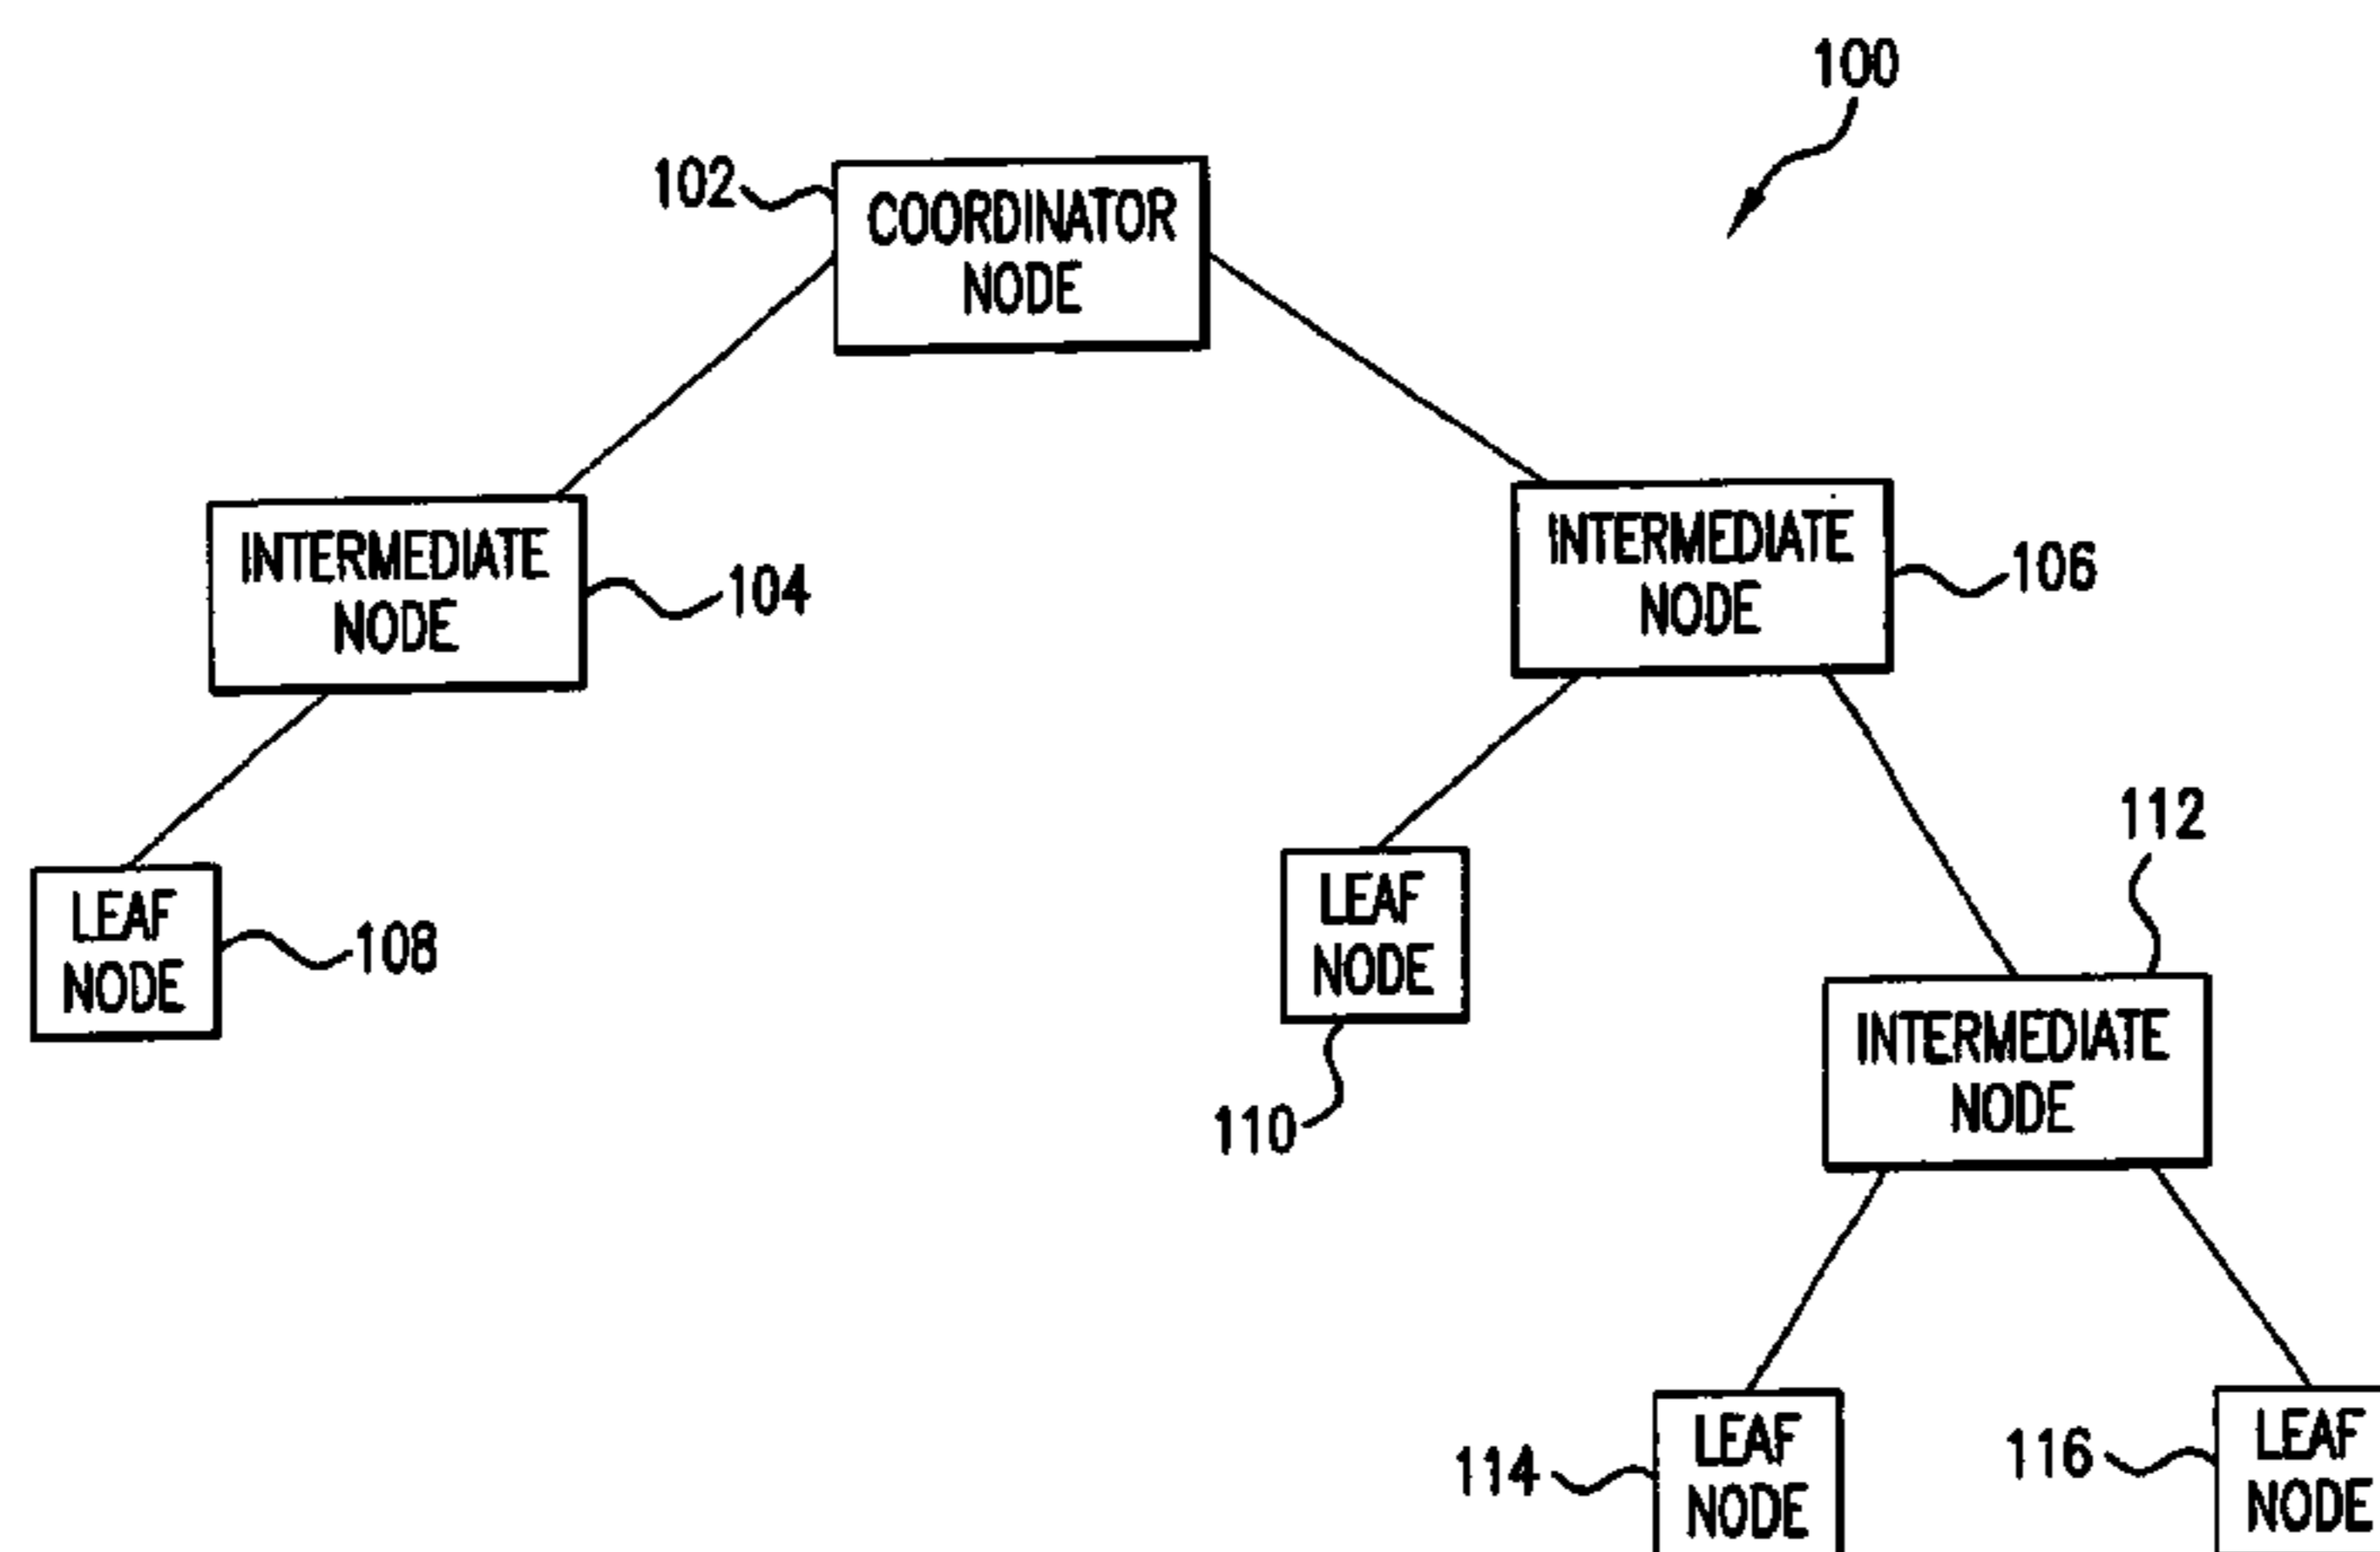 100
102
COORDINATOR
NODE
INTERMEDIATE
NODE
104
INTERMEDIATE
NODE
106
LEAF
NODE
108
LEAF
NODE
110
112
INTERMEDIATE
NODE
114
LEAF
NODE
116
LEAF
NODE